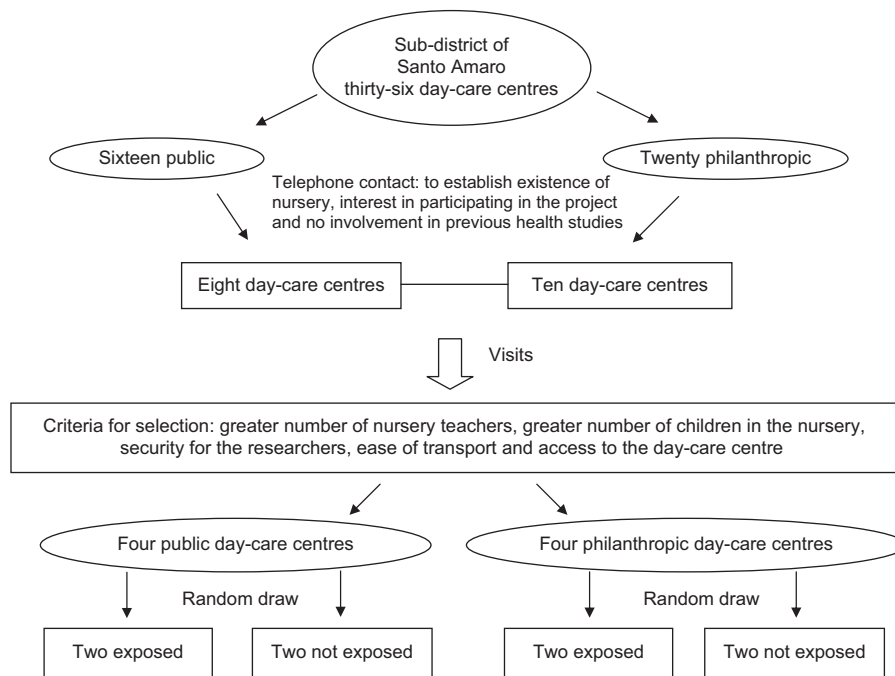 Sub-district of
Santo Amaro
thirty-six day-care centres
Sixteen public
Twenty philanthropic
Telephone contact: to establish existence of
nursery, interest in participating in the project
and no involvement in previous health studies
Eight day-care centres
Ten day-care centres
Visits
Criteria for selection: greater number of nursery teachers, greater number of children in the nursery,
security for the researchers, ease of transport and access to the day-care centre
Four public day-care centres
Four philanthropic day-care centres
Random draw
Random draw
Two exposed
Two not exposed
Two exposed
Two not exposed